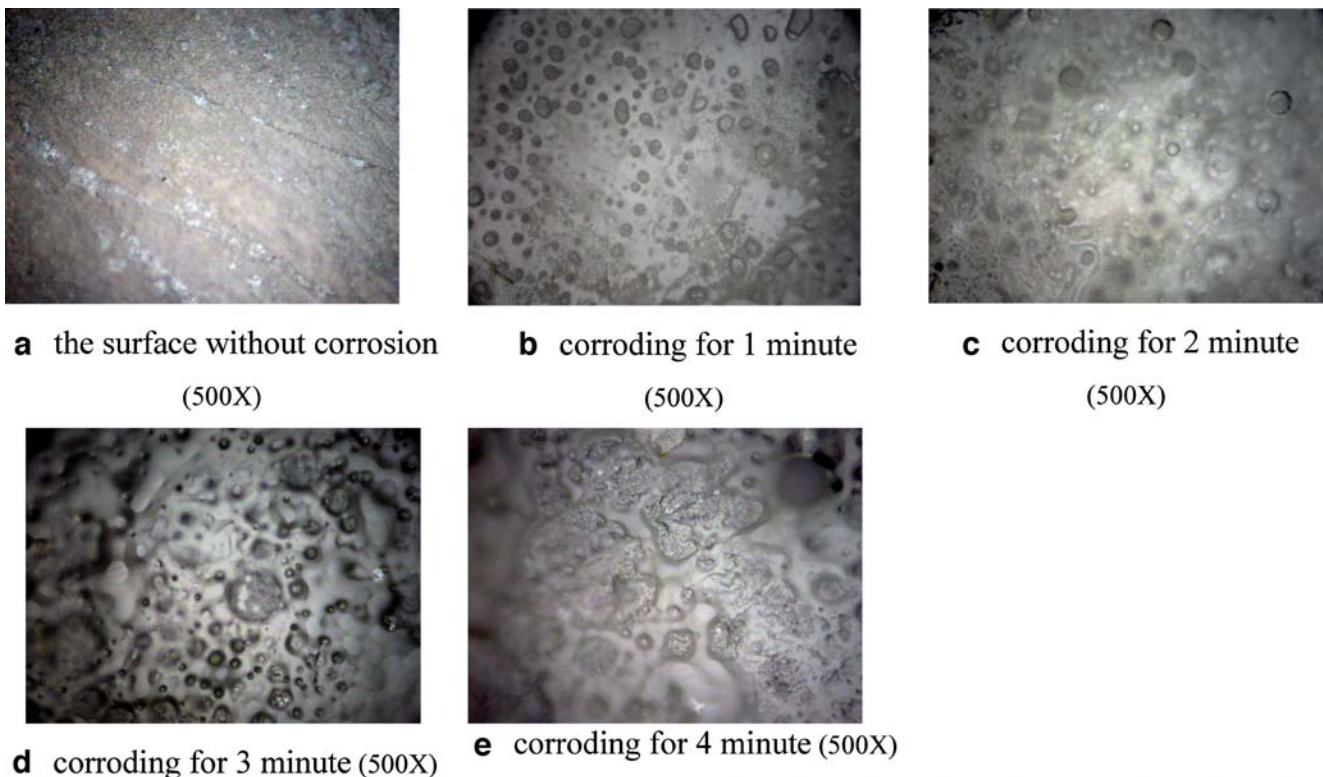 a the surface without corrosion
(500X)
b corroding for 1 minute
(500X)
c corroding for 2 minute
(500X)
d corroding for 3 minute (500X)
e corroding for 4 minute (500X)